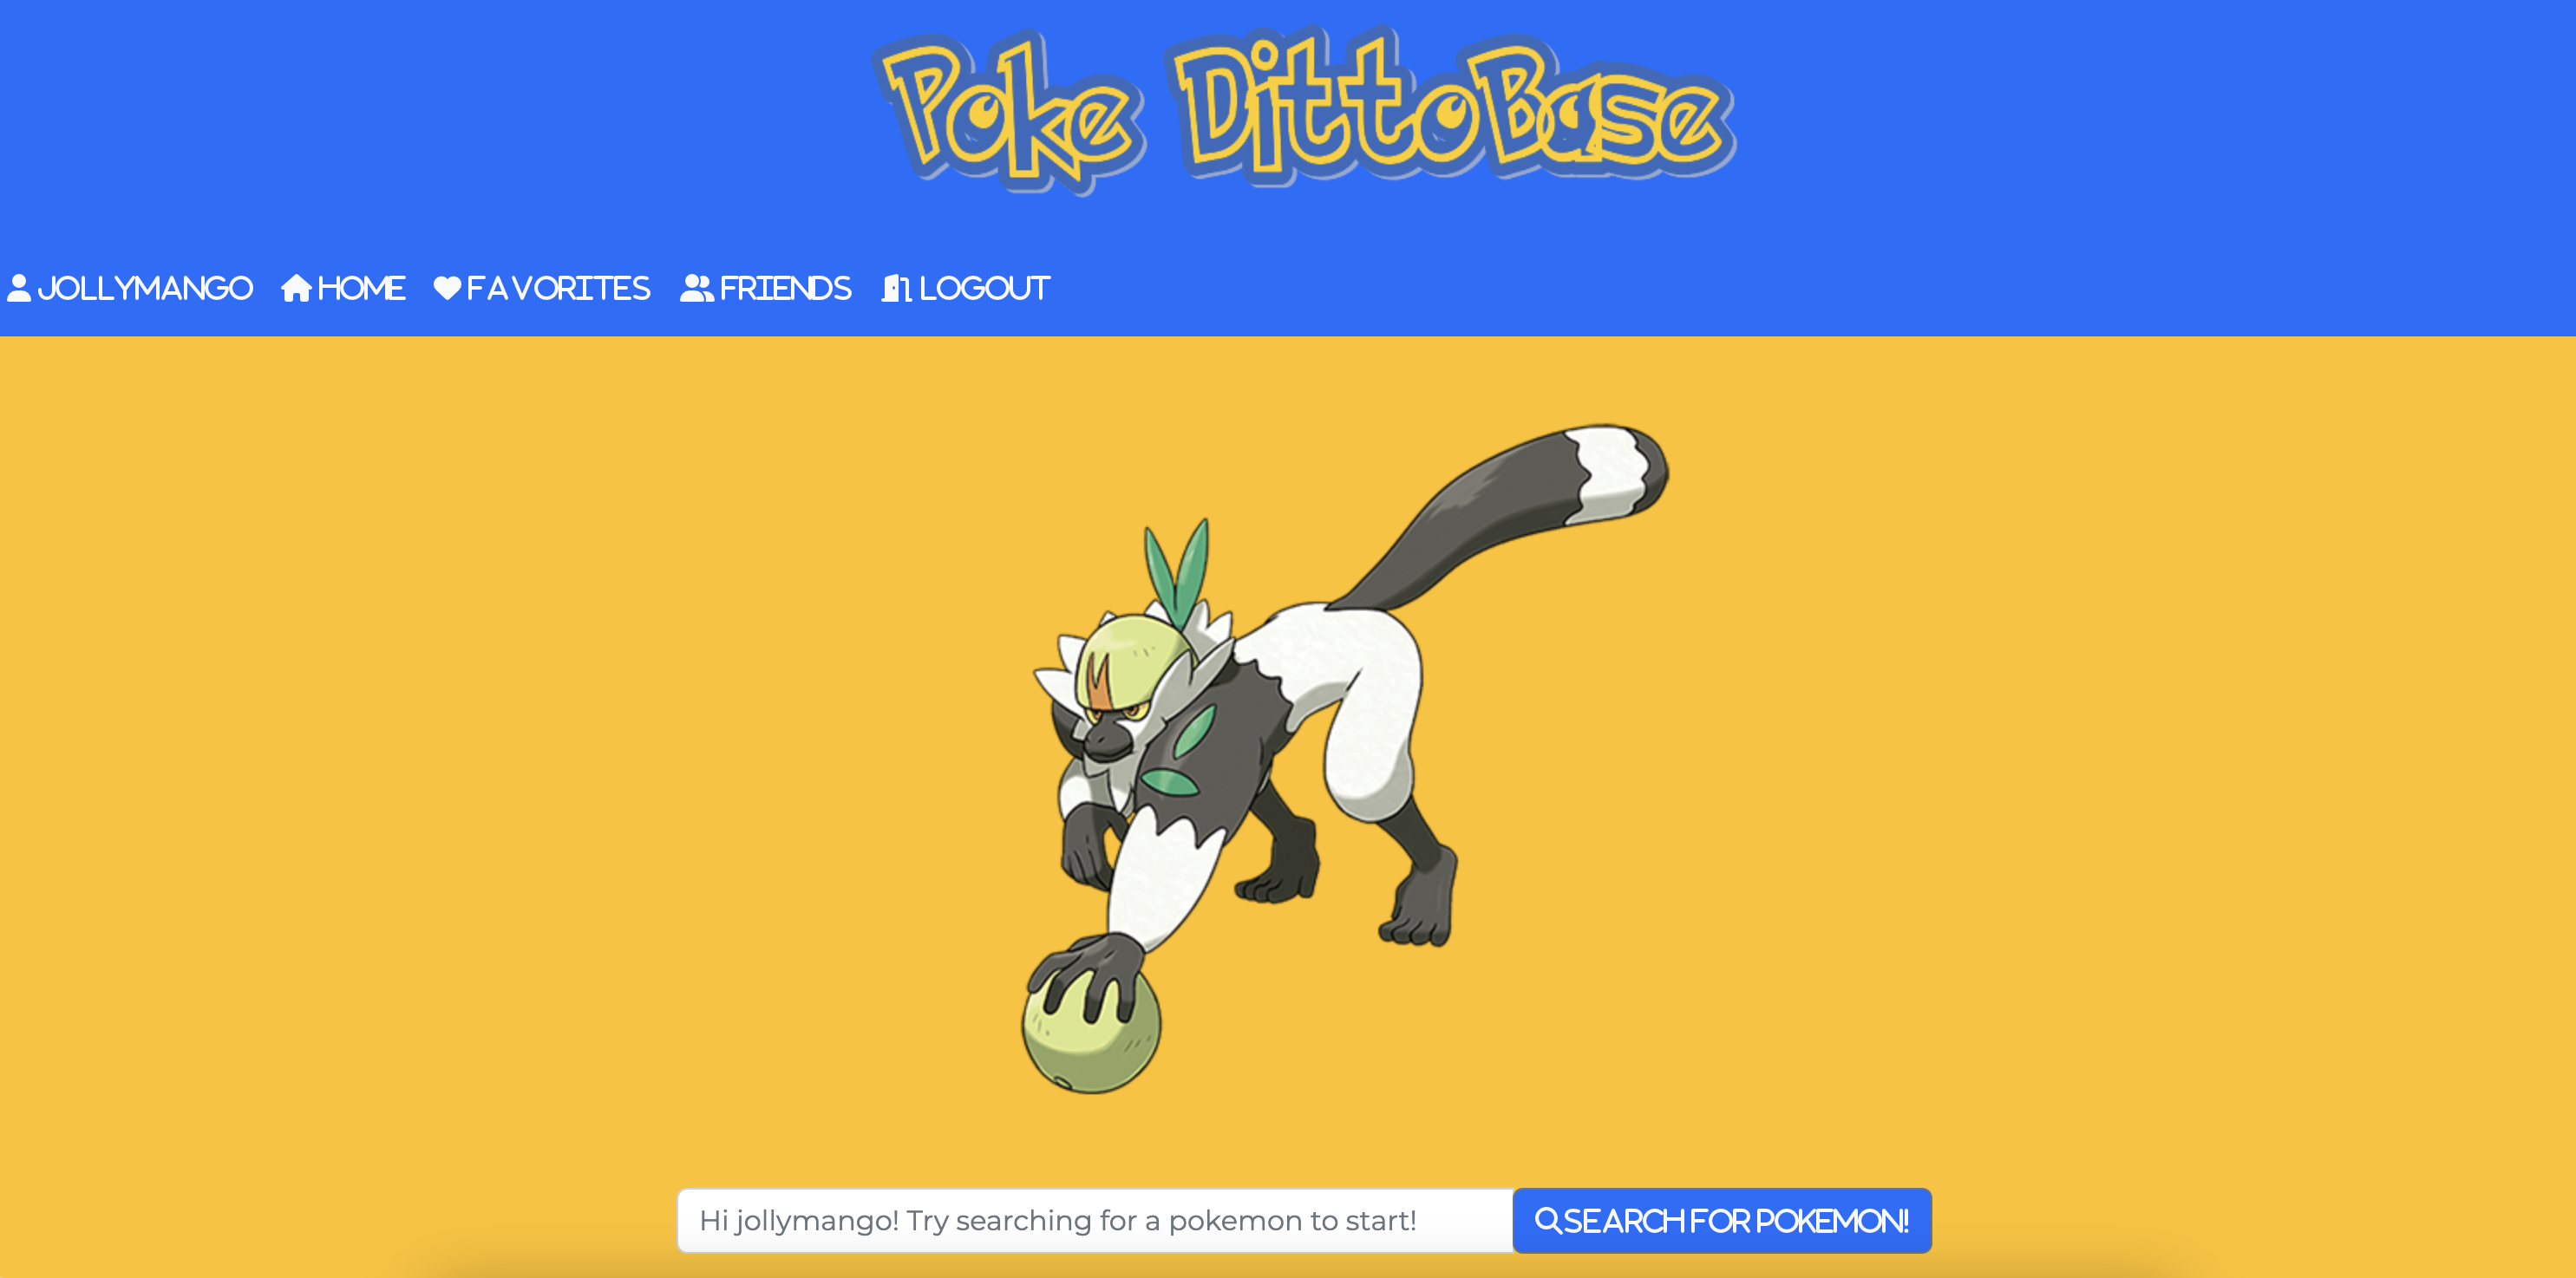 Poke DittoBase
JOLLYMANGO HOME FAVORITES FRIENDS LOGOUT
Hi jollymango! Try searching for a pokemon to start! SEARCH FOR POKEMON!